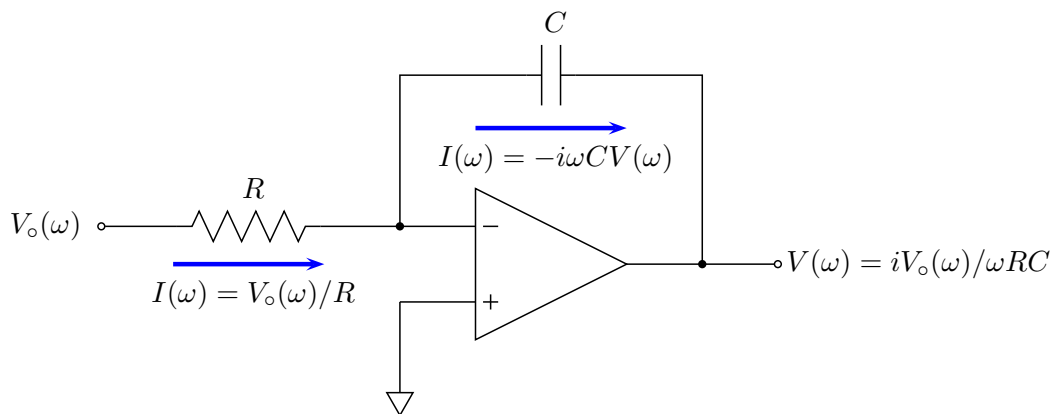 C
I(ω) = −iωCV(ω)
R
V∘(ω)
−
V(ω) = iV∘(ω)/ωRC
I(ω) = V∘(ω)/R
+